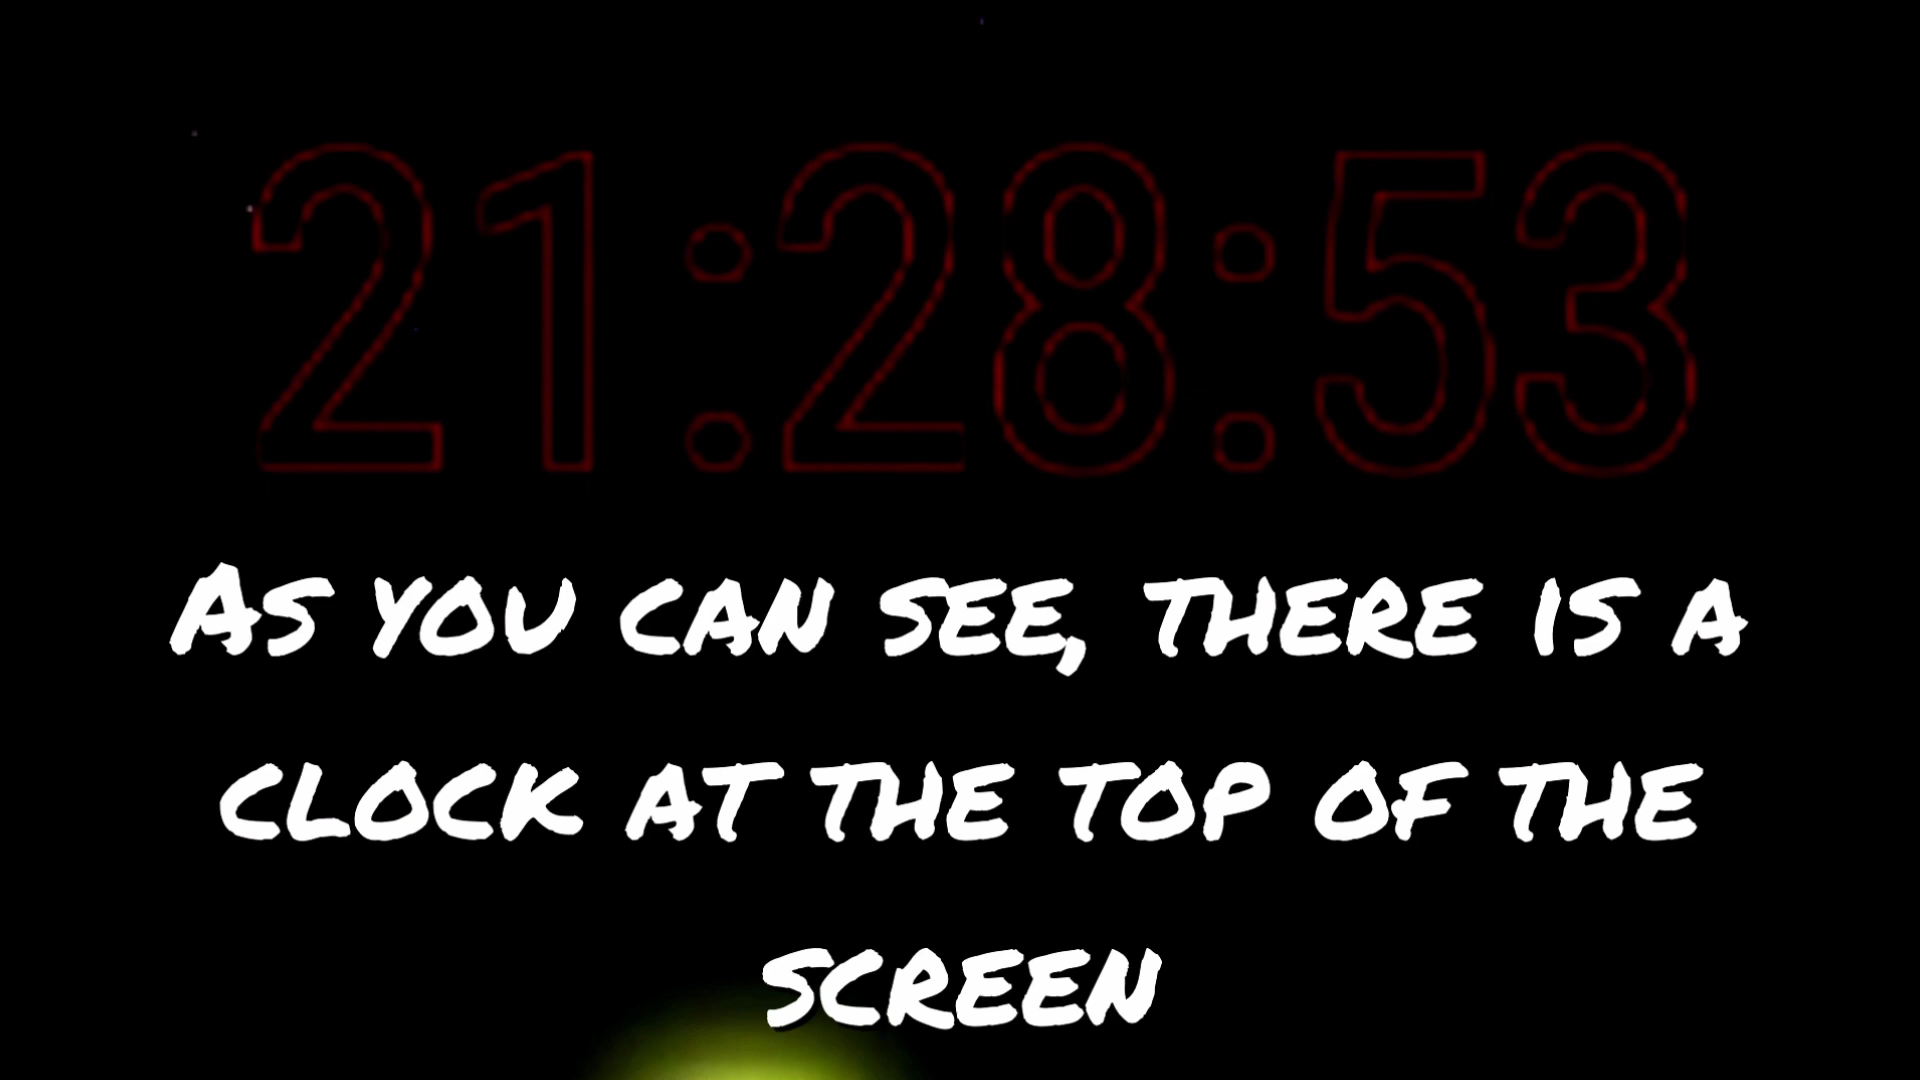 21:28:53
As you can see, there is a
clock at the top of the
screen